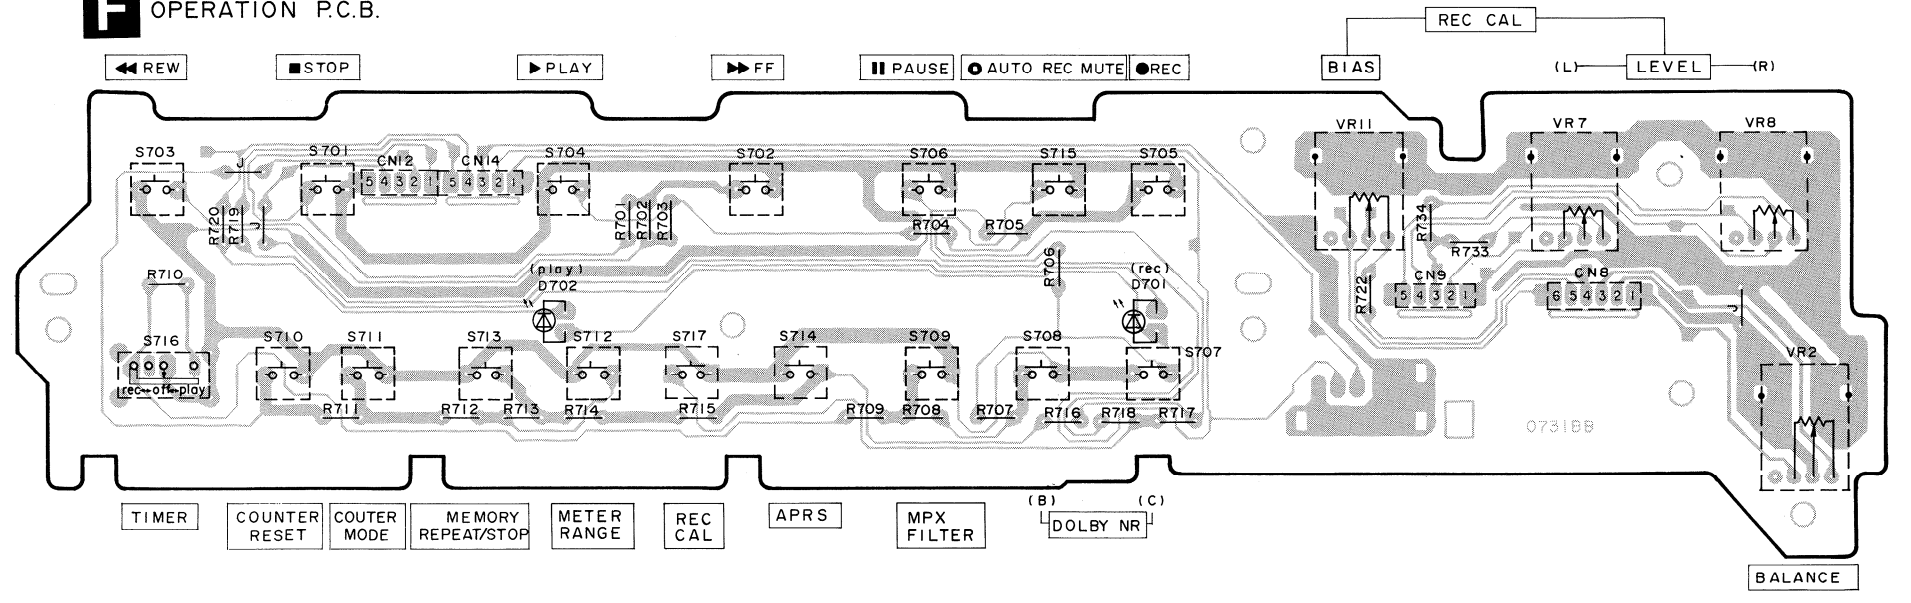 F OPERATION P.C.B.
REC CAL
◀◀ REW ■ STOP ▶ PLAY ▶▶ FF ▮▮ PAUSE AUTO REC MUTE ● REC BIAS (L) LEVEL (R)
VR11 VR7 VR8
S703 J S701 CN12 CN14 S704 S702 S706 S715 S705
5 4 3 2 1 5 4 3 2 1
R720 R719 J R701 R702 R703 R704 R705 R734
R733
R710 (play) R706 (rec)
D702 D701 R722 CN9 CN8
5 4 3 2 1 6 5 4 3 2 1
J
S716 S710 S711 S713 S712 S717 S714 S709 S708 S707 VR2
rec↔off↔play
R711 R712 R713 R714 R715 R709 R708 R707 R716 R718 R717
0731BB
(B) (C)
TIMER COUNTER RESET COUTER MODE MEMORY REPEAT/STOP METER RANGE REC CAL APRS MPX FILTER DOLBY NR
BALANCE